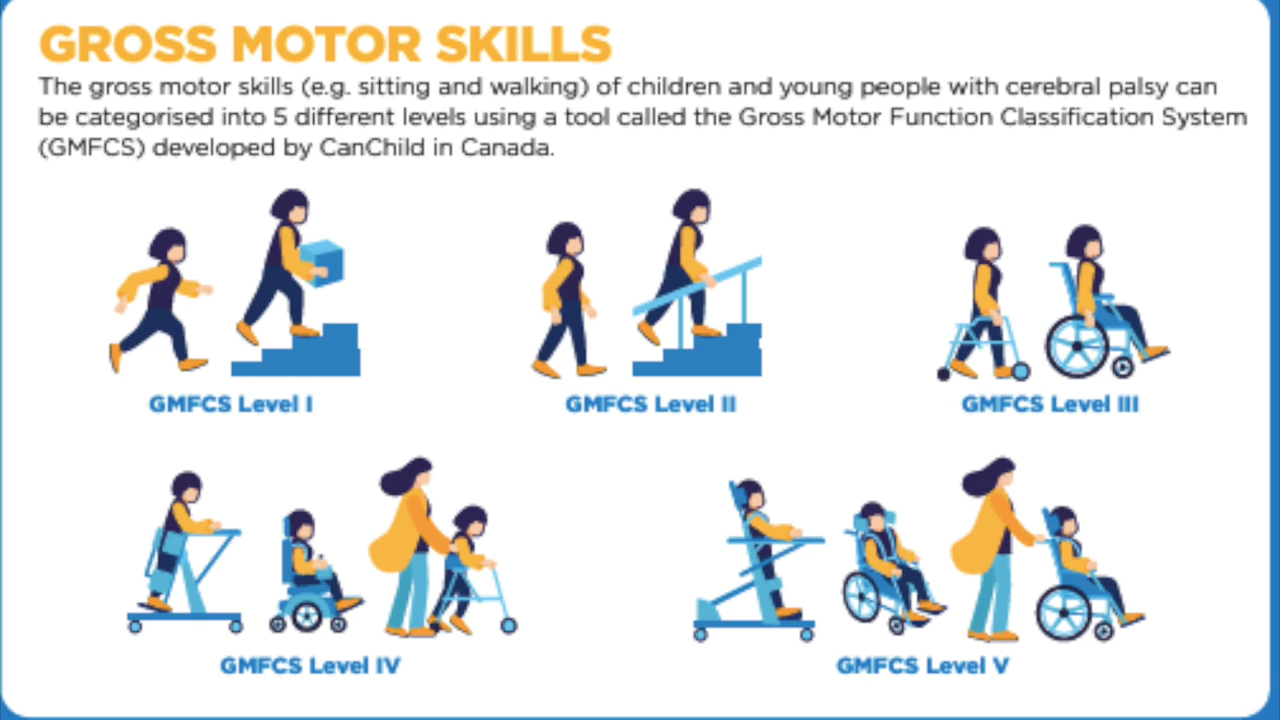 GROSS MOTOR SKILLS
The gross motor skills (e.g. sitting and walking) of children and young people with cerebral palsy can
be categorised into 5 different levels using a tool called the Gross Motor Function Classification System
(GMFCS) developed by CanChild in Canada.
GMFCS Level I
GMFCS Level II
GMFCS Level III
GMFCS Level IV
GMFCS Level V